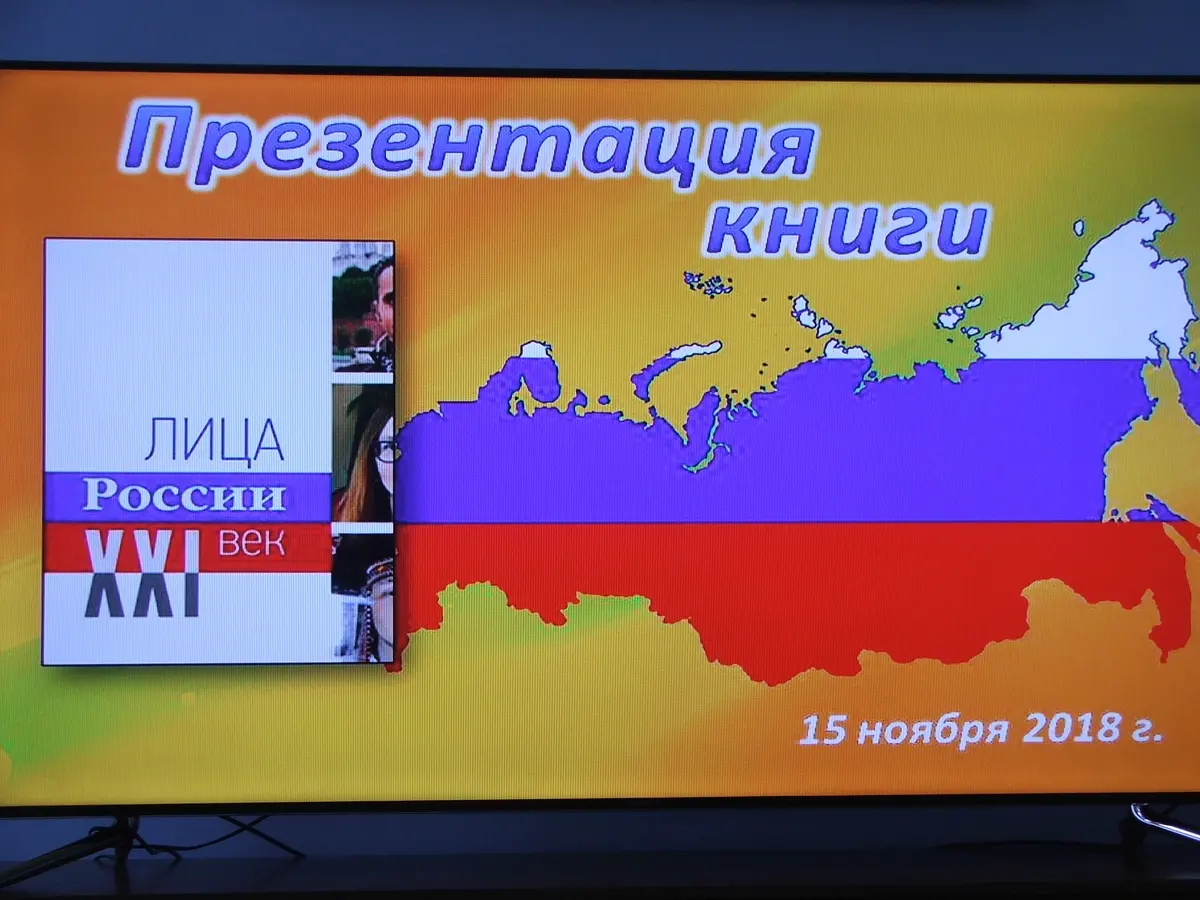 Презентация
книги
ЛИЦА
России
XXI век
15 ноября 2018 г.